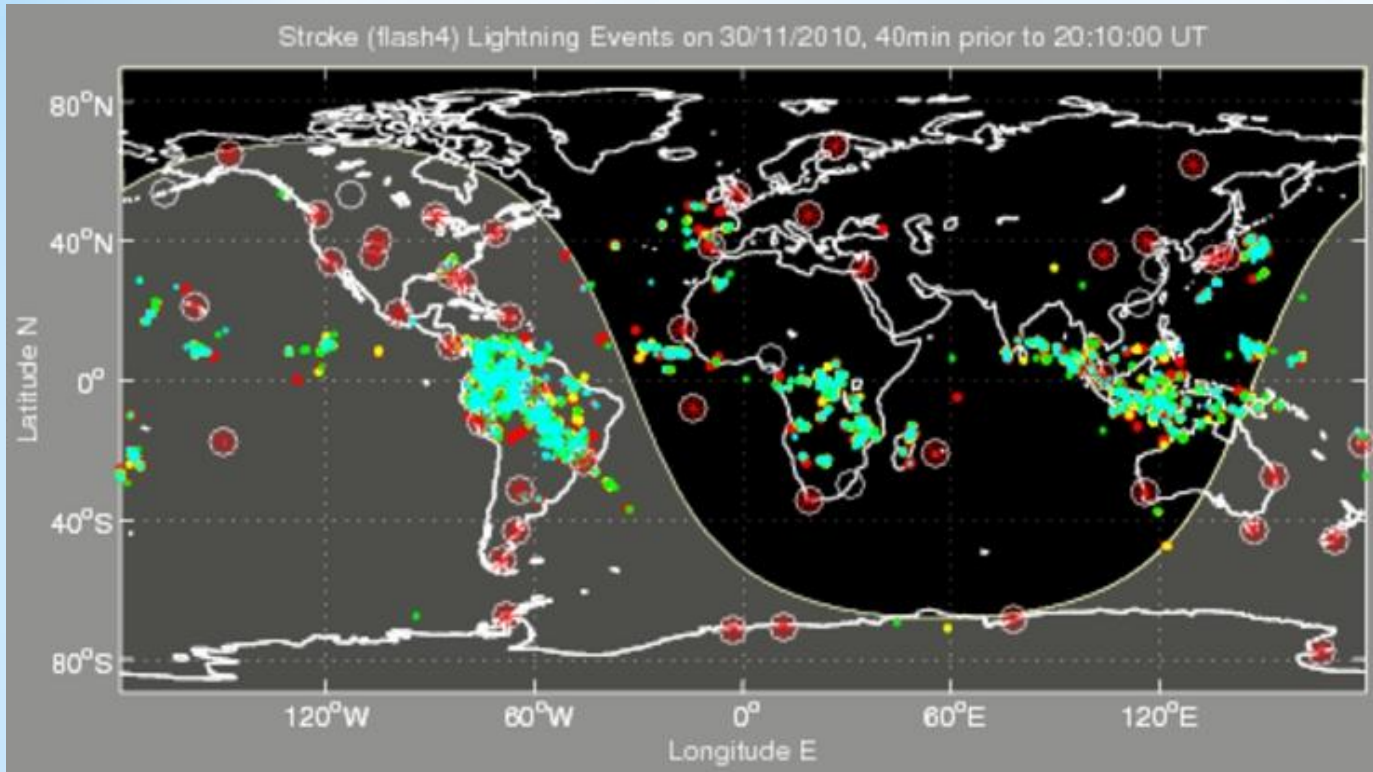 Stroke (flash4) Lightning Events on 30/11/2010, 40min prior to 20:10:00 UT
80°N
40°N
0°
40°S
80°S
Latitude N
120°W
60°W
0°
60°E
120°E
Longitude E